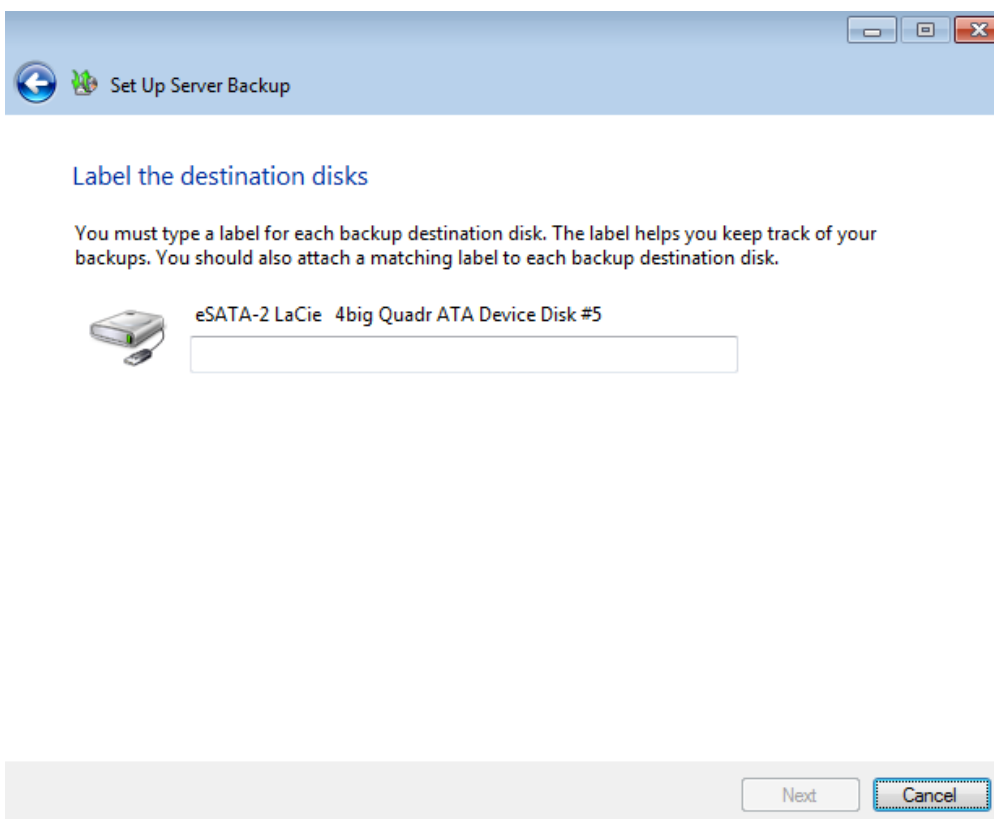 Set Up Server Backup
Label the destination disks
You must type a label for each backup destination disk. The label helps you keep track of your
backups. You should also attach a matching label to each backup destination disk.
eSATA-2 LaCie   4big Quadr ATA Device Disk #5
Next
Cancel